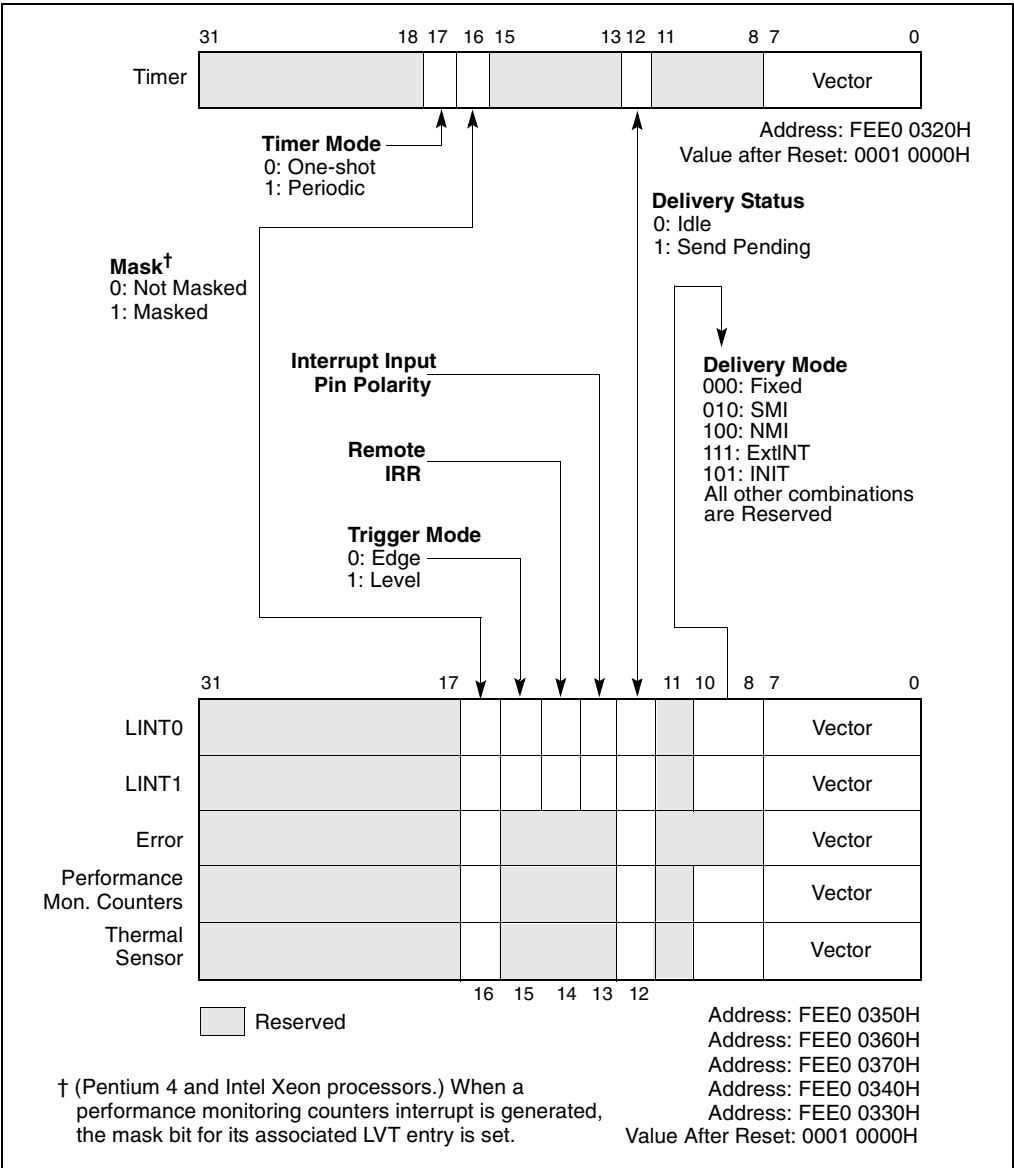 31 18 17 16 15 13 12 11 8 7 0
Timer Vector
Address: FEE0 0320H
Value after Reset: 0001 0000H
Timer Mode
0: One-shot
1: Periodic
Delivery Status
0: Idle
1: Send Pending
Mask†
0: Not Masked
1: Masked
Interrupt Input
Pin Polarity
Delivery Mode
000: Fixed
010: SMI
100: NMI
111: ExtINT
101: INIT
All other combinations
are Reserved
Remote
IRR
Trigger Mode
0: Edge
1: Level
31 17 11 10 8 7 0
LINT0 Vector
LINT1 Vector
Error Vector
Performance
Mon. Counters Vector
Thermal
Sensor Vector
16 15 14 13 12
Reserved
Address: FEE0 0350H
Address: FEE0 0360H
Address: FEE0 0370H
Address: FEE0 0340H
Address: FEE0 0330H
Value After Reset: 0001 0000H
† (Pentium 4 and Intel Xeon processors.) When a
performance monitoring counters interrupt is generated,
the mask bit for its associated LVT entry is set.